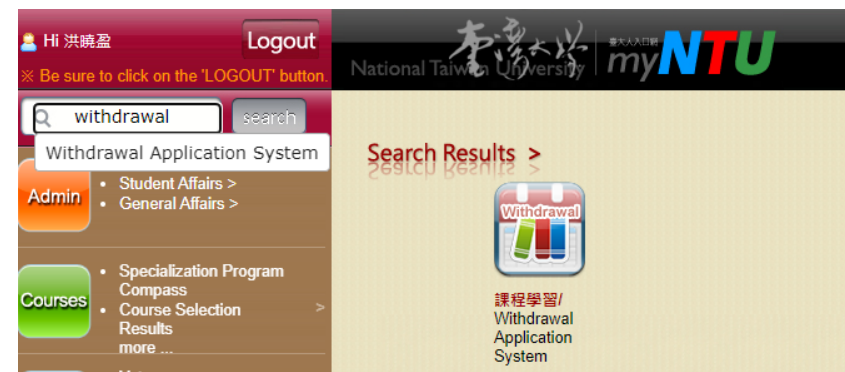 Hi 洪曉盈
Logout
※ Be sure to click on the 'LOGOUT' button.
withdrawal
search
Withdrawal Application System
Admin
• Student Affairs >
• General Affairs >
Courses
• Specialization Program
Compass
• Course Selection
Results
more ...
>
臺灣大學
National Taiwan University
臺大人入口網
myNTU
Search Results >
Withdrawal
課程學習/
Withdrawal
Application
System